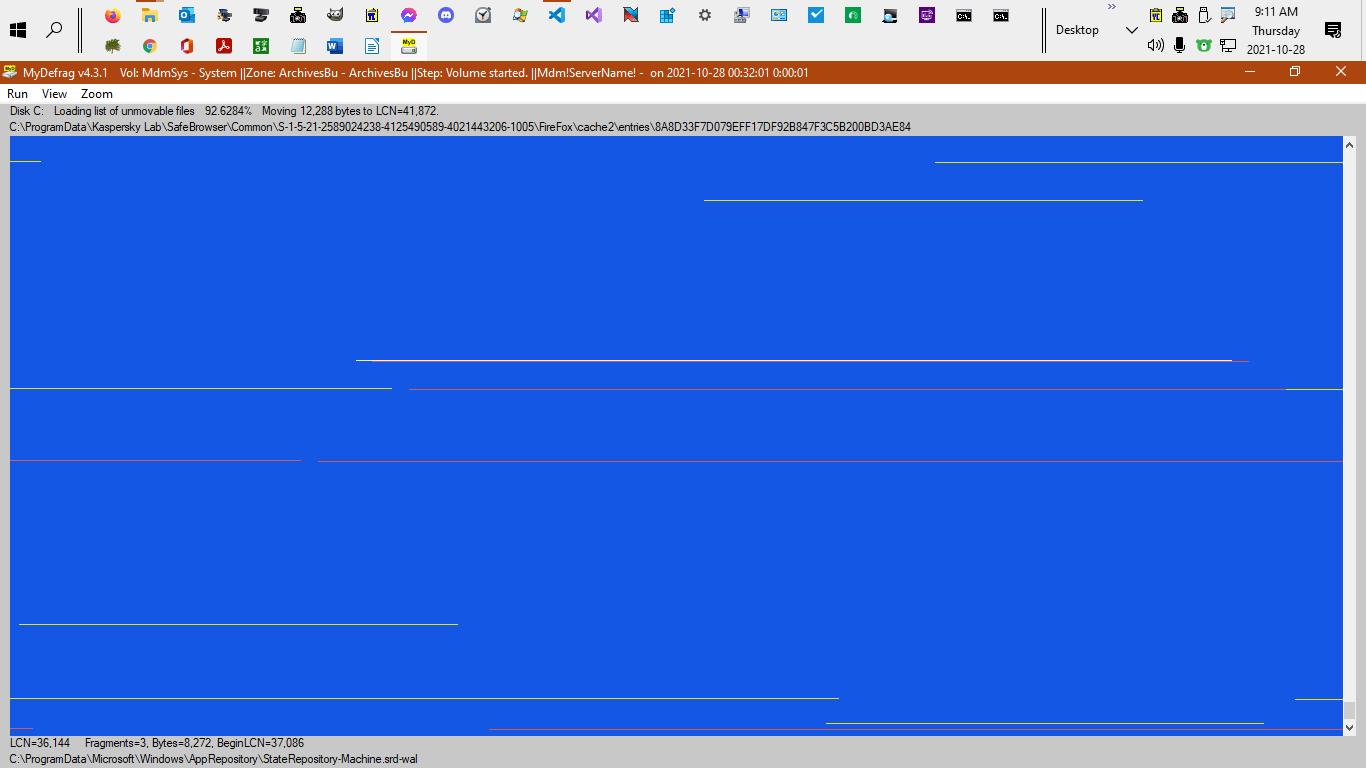 9:11 AM
Desktop
Thursday
2021-10-28
MyDefrag v4.3.1 Vol: MdmSys - System ||Zone: ArchivesBu - ArchivesBu ||Step: Volume started. ||Mdm!ServerName! - on 2021-10-28 00:32:01 0:00:01
Run View Zoom
Disk C: Loading list of unmovable files 92.6284% Moving 12,288 bytes to LCN=41,872.
C:\ProgramData\Kaspersky Lab\SafeBrowser\Common\S-1-5-21-2589024238-4125490589-4021443206-1005\FireFox\cache2\entries\8A8D33F7D079EFF17DF92B847F3C5B200BD3AE84
LCN=36,144 Fragments=3, Bytes=8,272, BeginLCN=37,086
C:\ProgramData\Microsoft\Windows\AppRepository\StateRepository-Machine.srd-wal